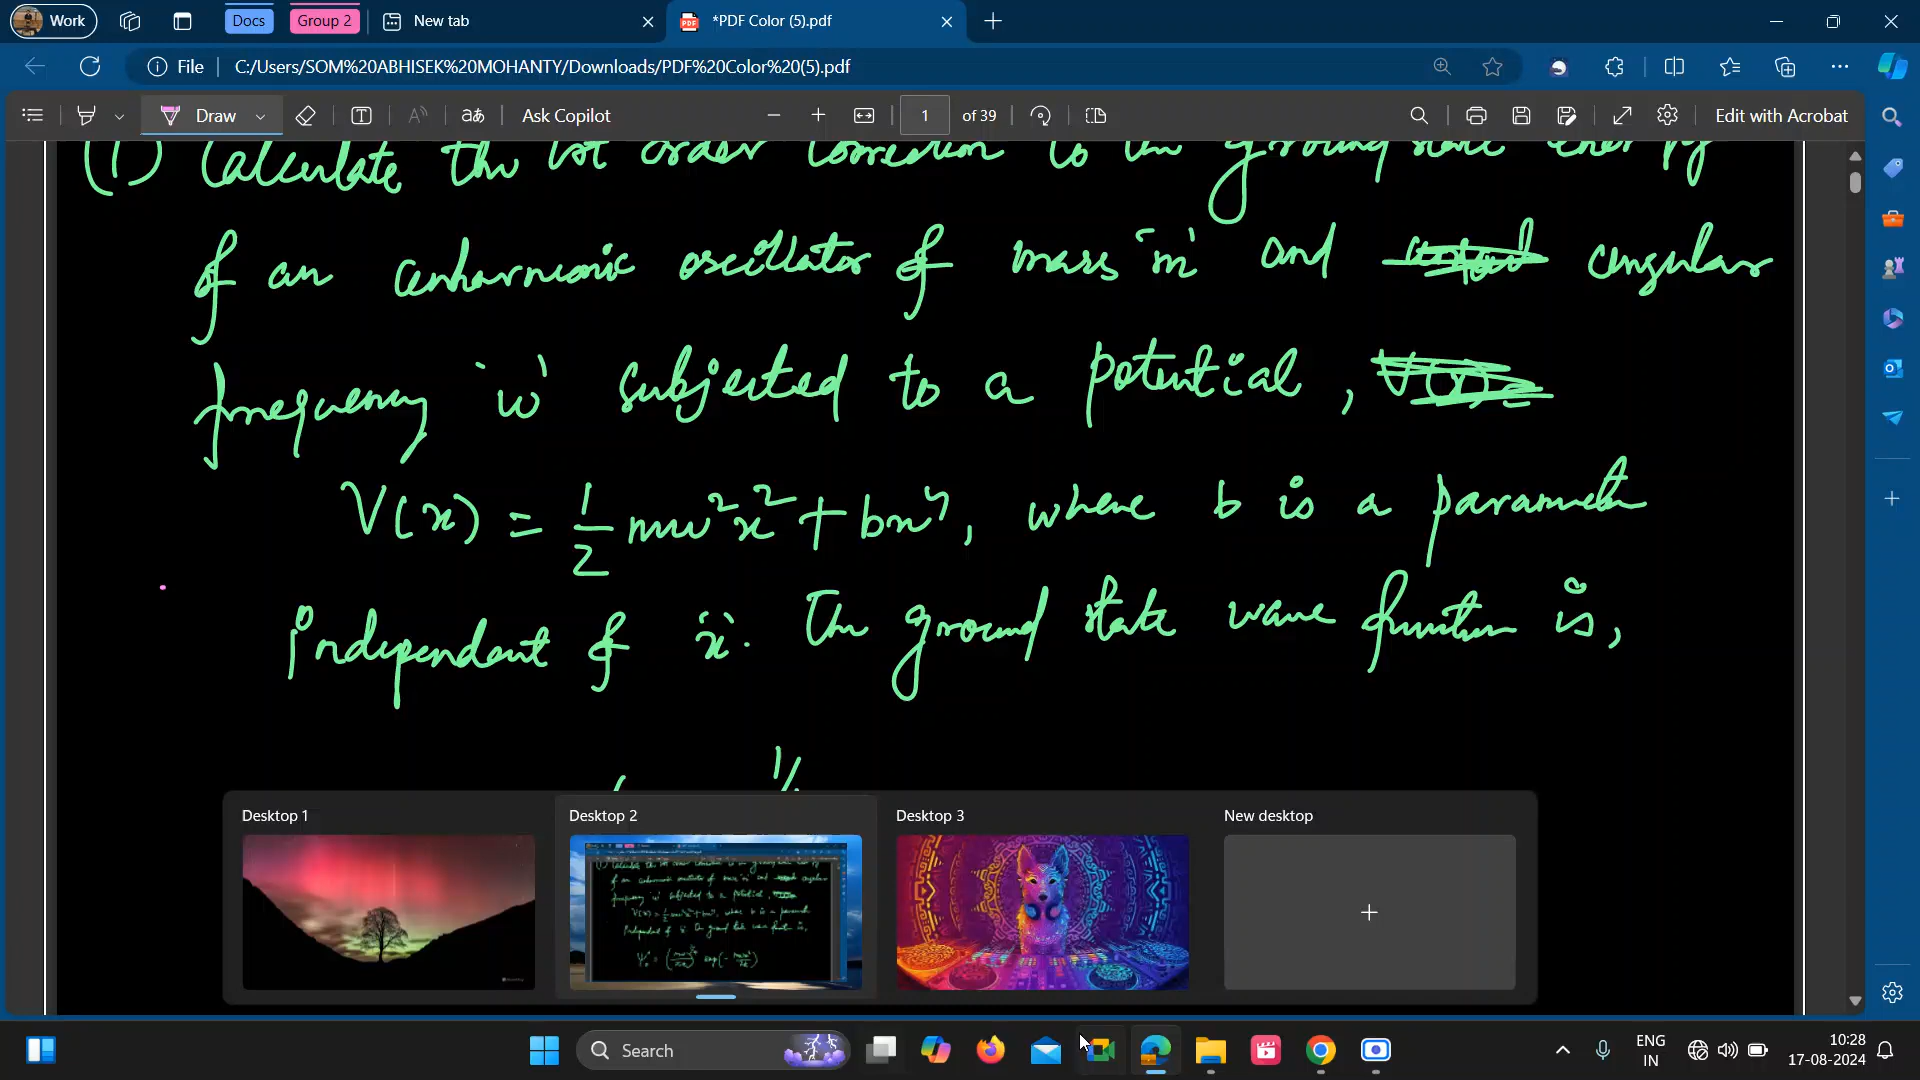 Work
Docs
Group 2
New tab
*PDF Color (5).pdf
File
C:/Users/SOM%20ABHISEK%20MOHANTY/Downloads/PDF%20Color%20(5).pdf
Draw
Ask Copilot
1 of 39
Edit with Acrobat
(1) Calculate the 1st order correction to the ground state energy
of an anharmonic oscillator of mass 'm' and angular
frequency 'ω' subjected to a potential,
V(x) = 1/2 mω²x² + bx⁴, where b is a parameter
independent of 'x'. The ground state wave function is,
Desktop 1
Desktop 2
Desktop 3
New desktop
Search
ENG
IN
10:28
17-08-2024